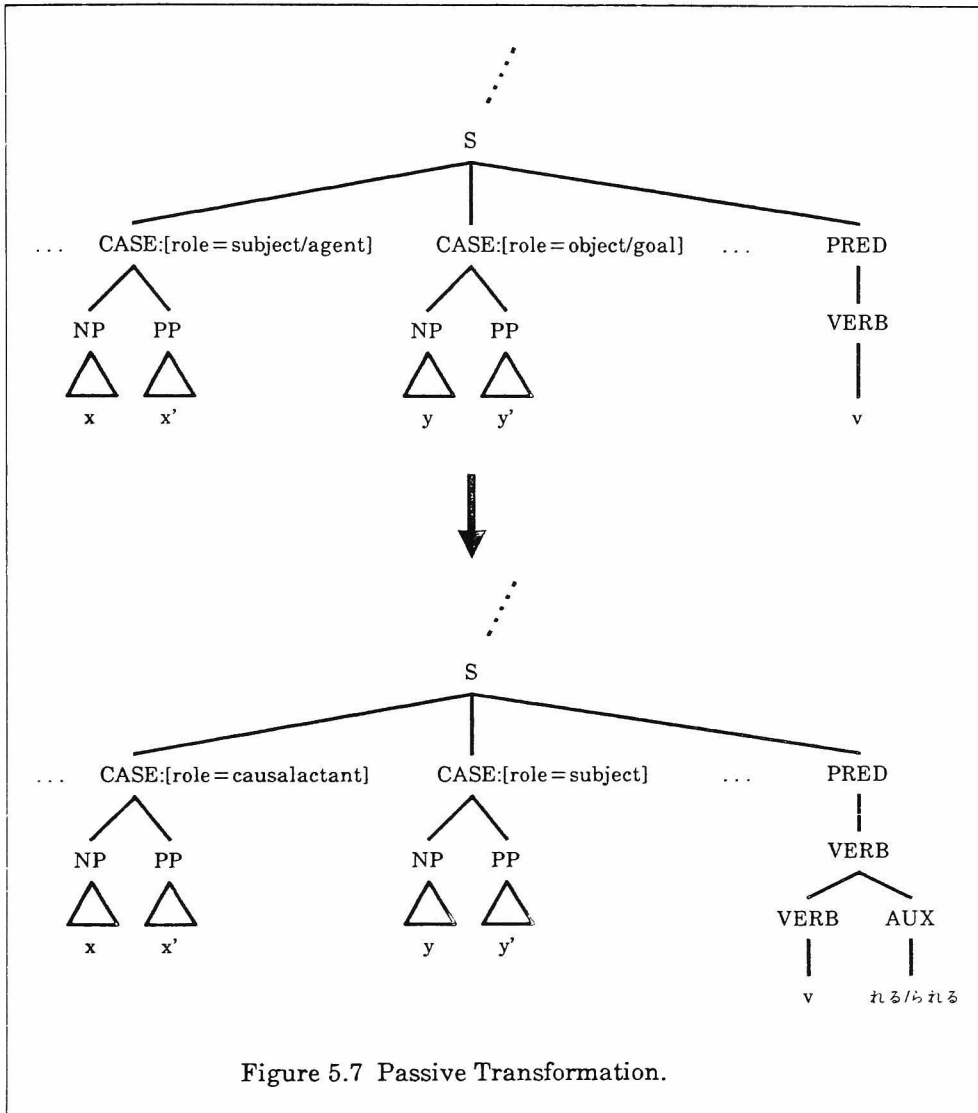 S
... CASE:[role=subject/agent] CASE:[role=object/goal] ... PRED
NP PP NP PP VERB
x x' y y' v
S
... CASE:[role=causalactant] CASE:[role=subject] ... PRED
NP PP NP PP VERB
x x' y y' VERB AUX
v れる/られる
Figure 5.7 Passive Transformation.